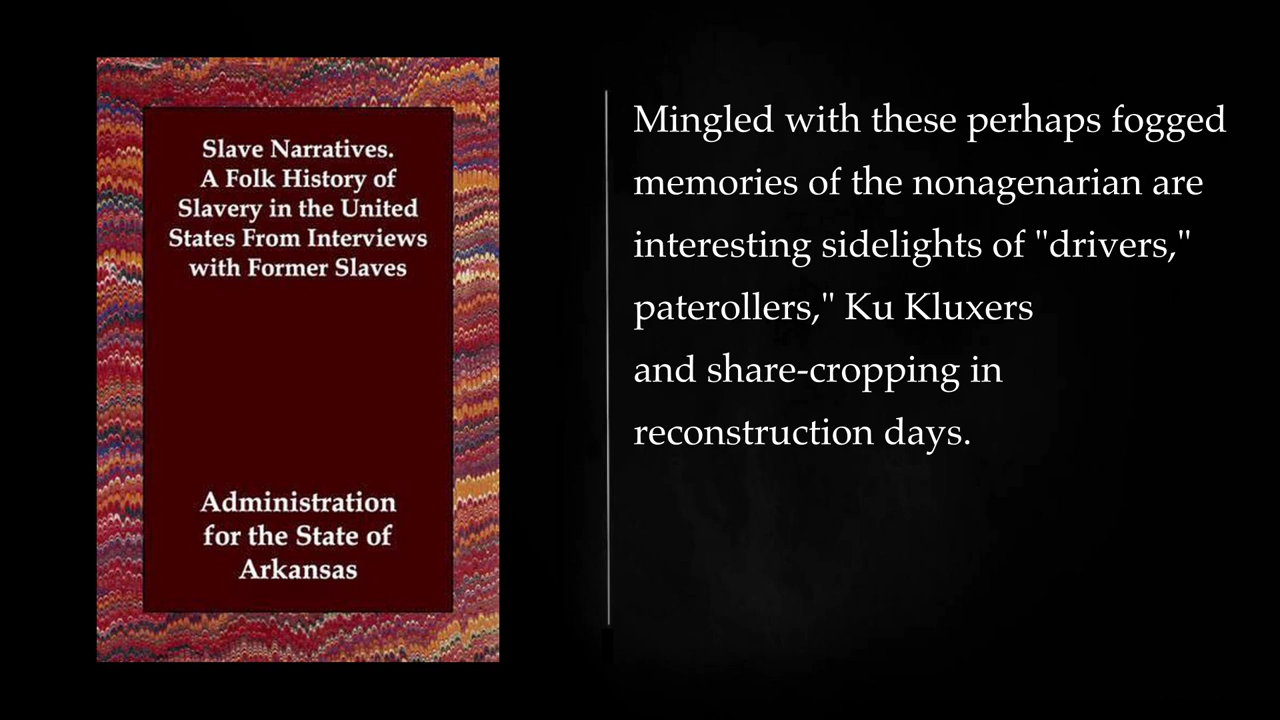 Slave Narratives.
A Folk History of
Slavery in the United
States From Interviews
with Former Slaves
Administration
for the State of
Arkansas
Mingled with these perhaps fogged
memories of the nonagenarian are
interesting sidelights of "drivers,"
paterollers," Ku Kluxers
and share-cropping in
reconstruction days.